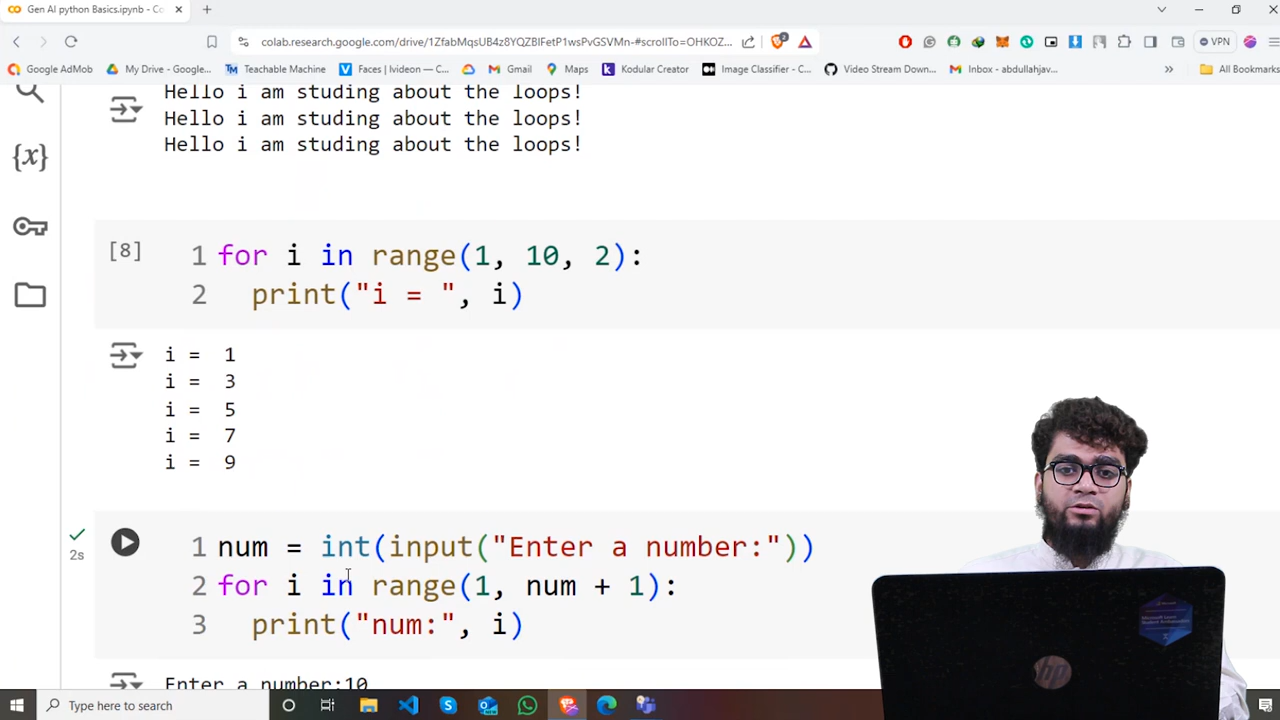 Gen AI python Basics.ipynb - Co
colab.research.google.com/drive/1ZfabMqsUB4z8YQZBlFetP1wsPvGSVMn-#scrollTo=OHKOZ...
2
VPN
Google AdMob
My Drive - Google...
Teachable Machine
Faces | Ivideon — C...
Gmail
Maps
Kodular Creator
Image Classifier - C...
Video Stream Down...
Inbox - abdullahjav...
»
All Bookmarks
Hello i am studing about the loops!
Hello i am studing about the loops!
Hello i am studing about the loops!
{x}
[8]
1 for i in range(1, 10, 2):
2 print("i = ", i)
i = 1
i = 3
i = 5
i = 7
i = 9
2s
1 num = int(input("Enter a number:"))
2 for i in range(1, num + 1):
3 print("num:", i)
Enter a number:10
Type here to search
hp